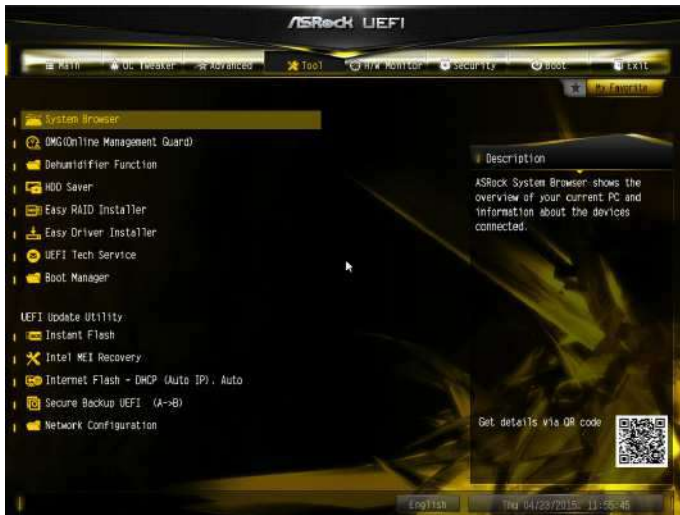 ASRock UEFI
Main
OC Tweaker
Advanced
Tool
H/W Monitor
Security
Boot
Exit
My Favorite
System Browser
OMG(Online Management Guard)
Dehumidifier Function
HDD Saver
Easy RAID Installer
Easy Driver Installer
UEFI Tech Service
Boot Manager
UEFI Update Utility
Instant Flash
Intel MEI Recovery
Internet Flash - DHCP (Auto IP), Auto
Secure Backup UEFI (A->B)
Network Configuration
Description
ASRock System Browser shows the
overview of your current PC and
information about the devices
connected.
Get details via QR code
English
Thu 04/23/2015, 11:55:45